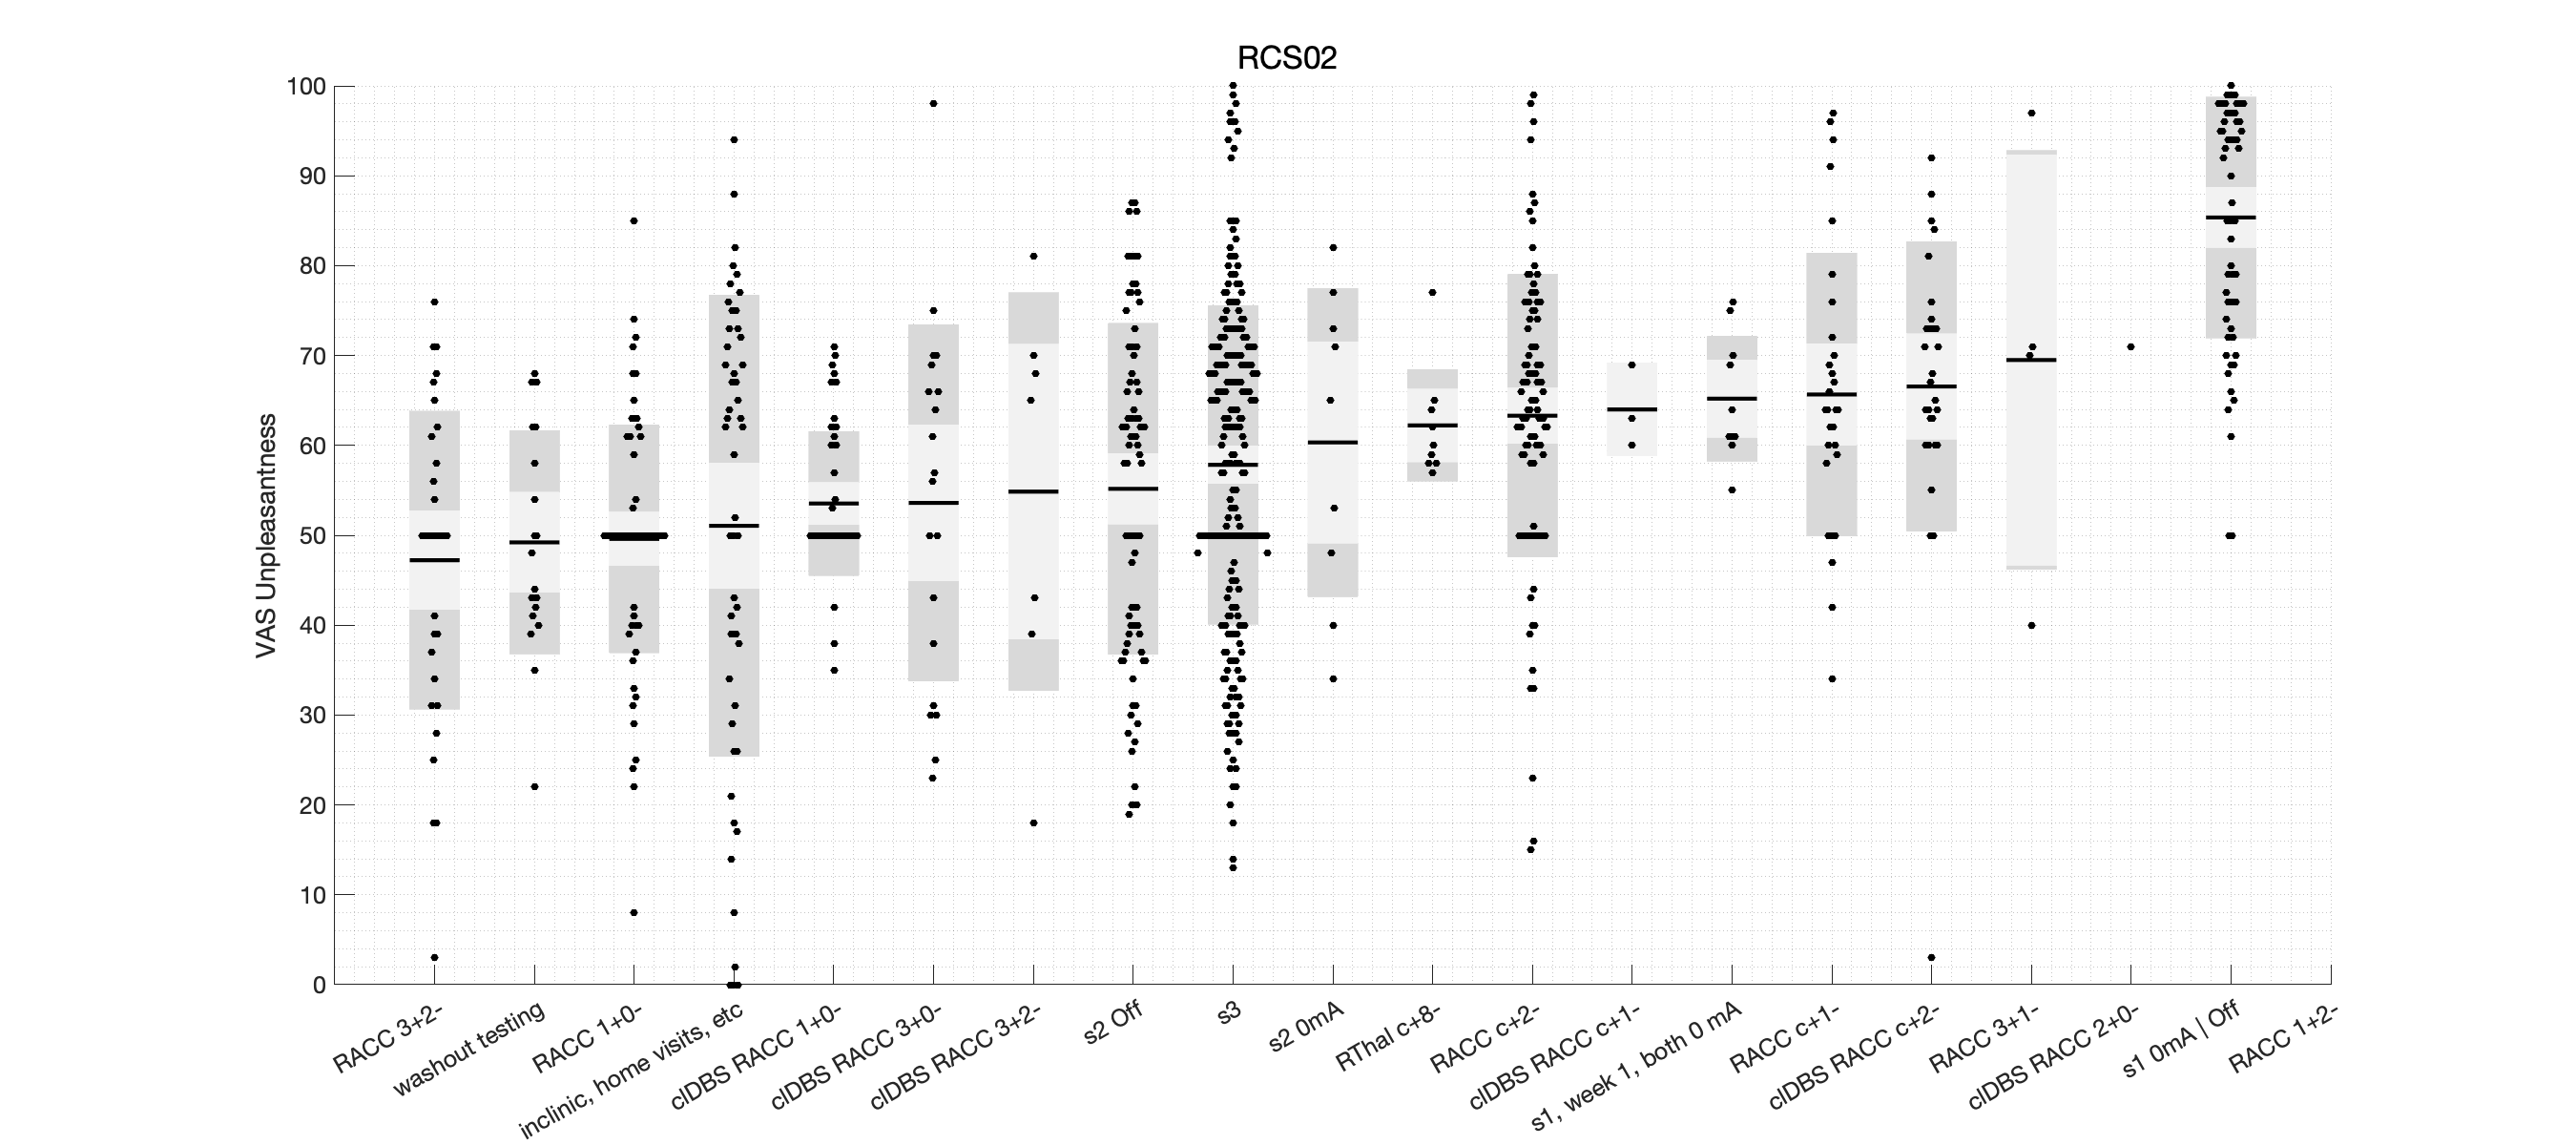 RCS02
VAS Unpleasantness
100
90
80
70
60
50
40
30
20
10
0
RACC 3+2-
washout testing
RACC 1+0-
inclinic, home visits, etc
clDBS RACC 1+0-
clDBS RACC 3+0-
clDBS RACC 3+2-
s2 Off
s3
s2 0mA
RThal c+8-
RACC c+2-
clDBS RACC c+1-
s1, week 1, both 0 mA
RACC c+1-
clDBS RACC c+2-
RACC 3+1-
clDBS RACC 2+0-
s1 0mA | Off
RACC 1+2-